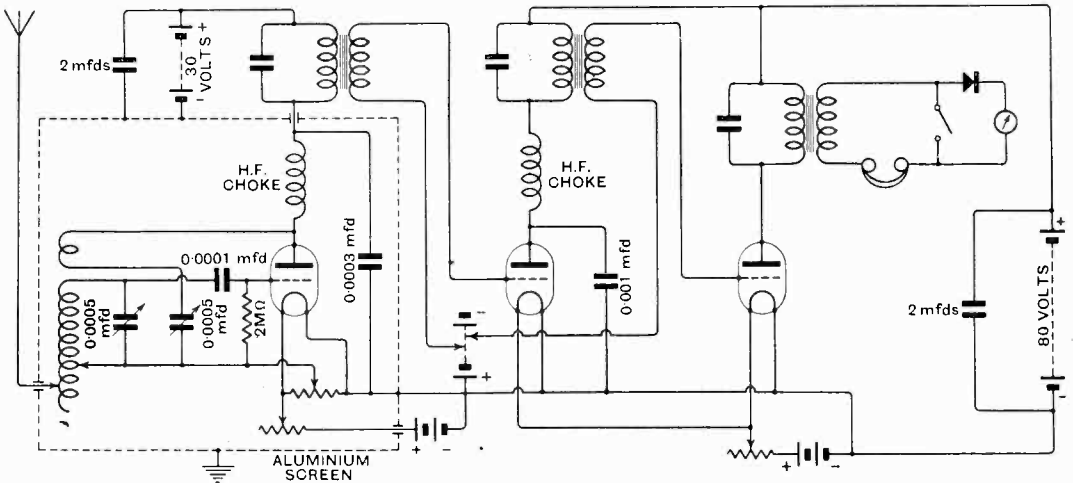 2 mfds
+
30
VOLTS
-
H.F.
CHOKE
0·0003 mfd
0·0001 mfd
0·0005
mfd
0·0005
mfd
2MΩ
+ -
ALUMINIUM
SCREEN
H.F.
CHOKE
0·001 mfd
-
+
+ -
2 mfds
+
80 VOLTS
-